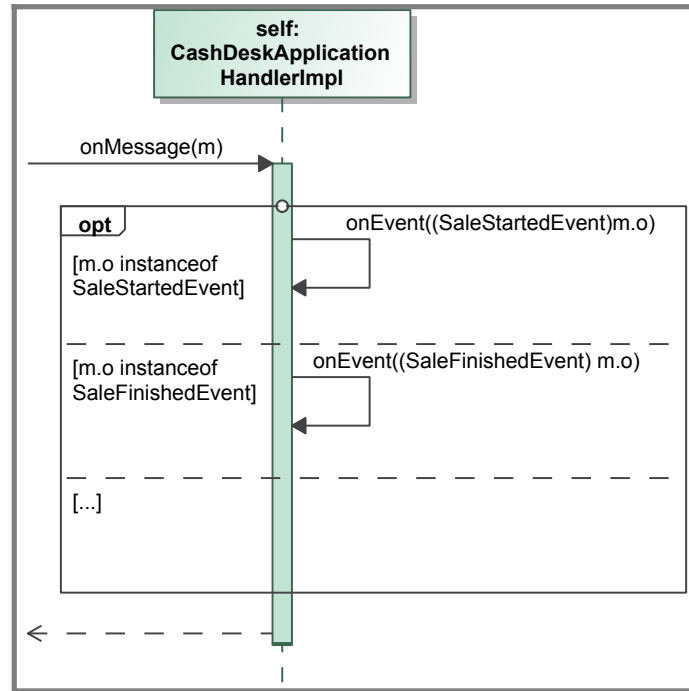 self:
CashDeskApplication
HandlerImpl
onMessage(m)
opt
onEvent((SaleStartedEvent)m.o)
[m.o instanceof
SaleStartedEvent]
onEvent((SaleFinishedEvent) m.o)
[m.o instanceof
SaleFinishedEvent]
[...]